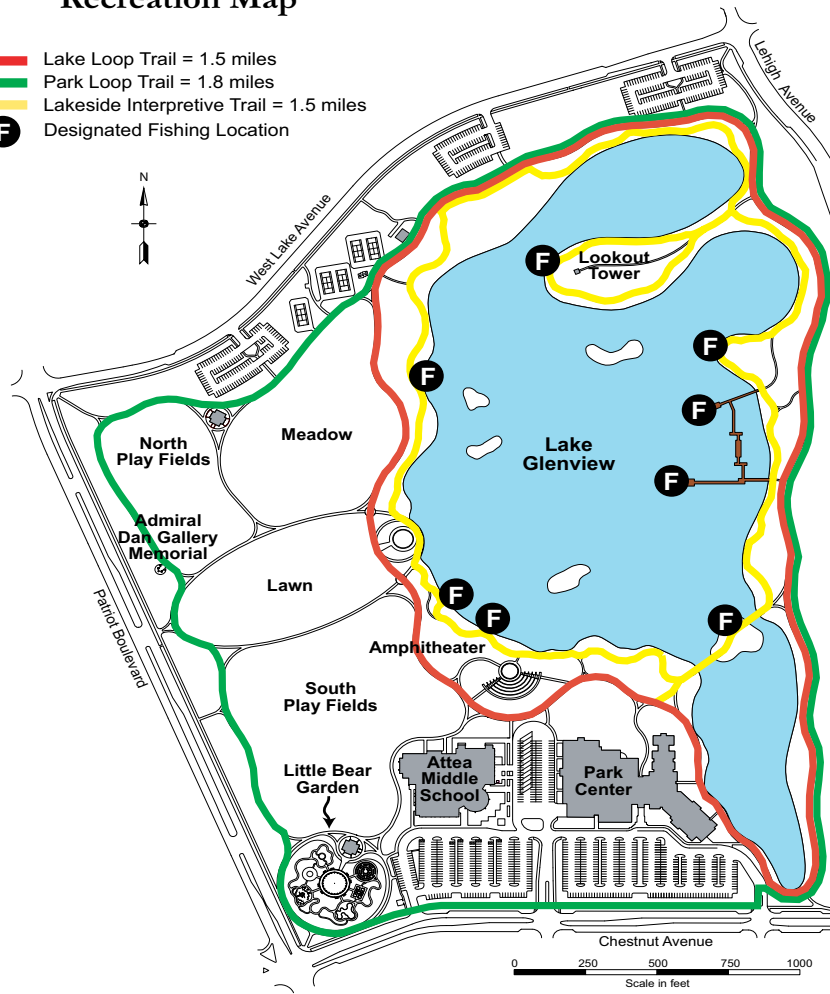 Recreation Map
Lake Loop Trail = 1.5 miles
Park Loop Trail = 1.8 miles
Lakeside Interpretive Trail = 1.5 miles
F
Designated Fishing Location
N
Lehigh Avenue
West Lake Avenue
F
Lookout
Tower
F
F
F
Meadow
North
Play Fields
Lake
Glenview
F
Admiral
Dan Gallery
Memorial
Lawn
F
F
F
Patriot Boulevard
Amphitheater
South
Play Fields
Little Bear
Garden
Attea
Middle
School
Park
Center
Chestnut Avenue
0 250 500 750 1000
Scale in feet